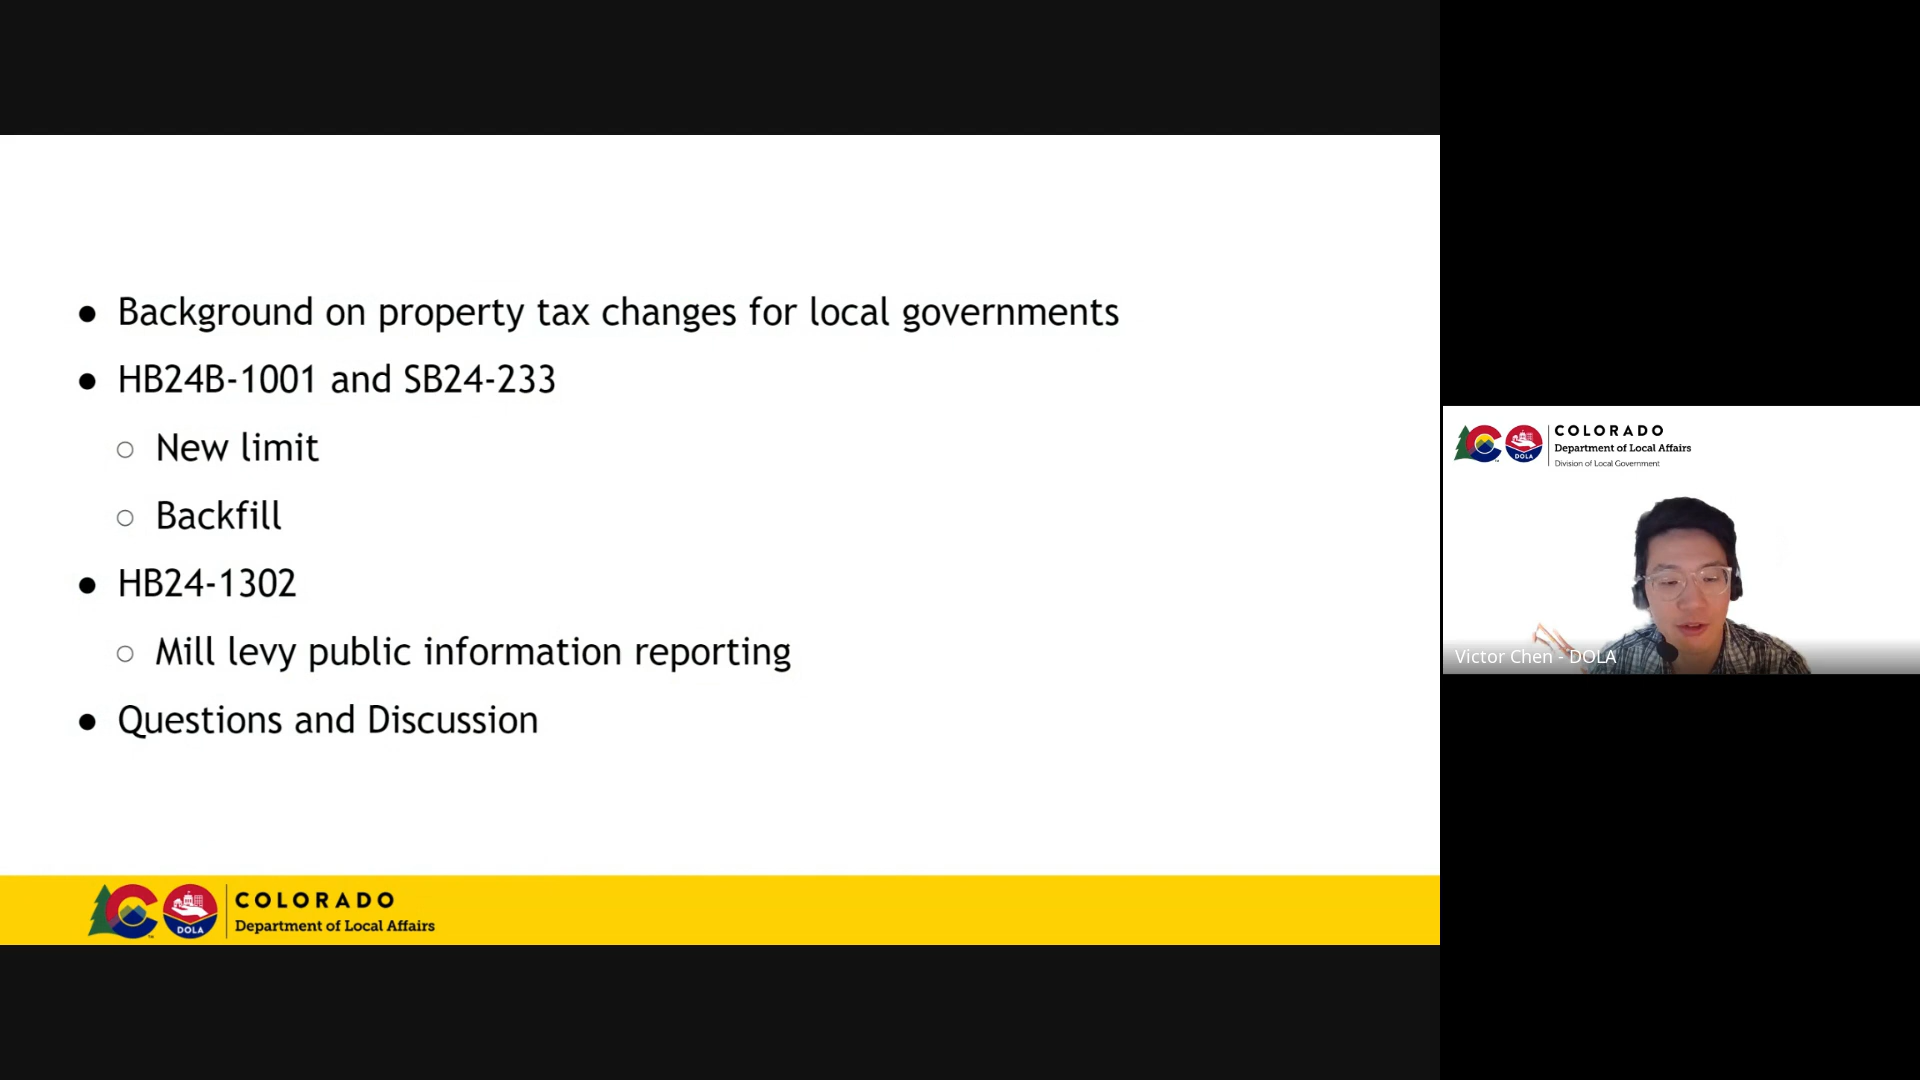 ● Background on property tax changes for local governments
● HB24B-1001 and SB24-233
○ New limit
○ Backfill
● HB24-1302
○ Mill levy public information reporting
● Questions and Discussion
DOLA
COLORADO
Department of Local Affairs
DOLA
COLORADO
Department of Local Affairs
Division of Local Government
Victor Chen - DOLA